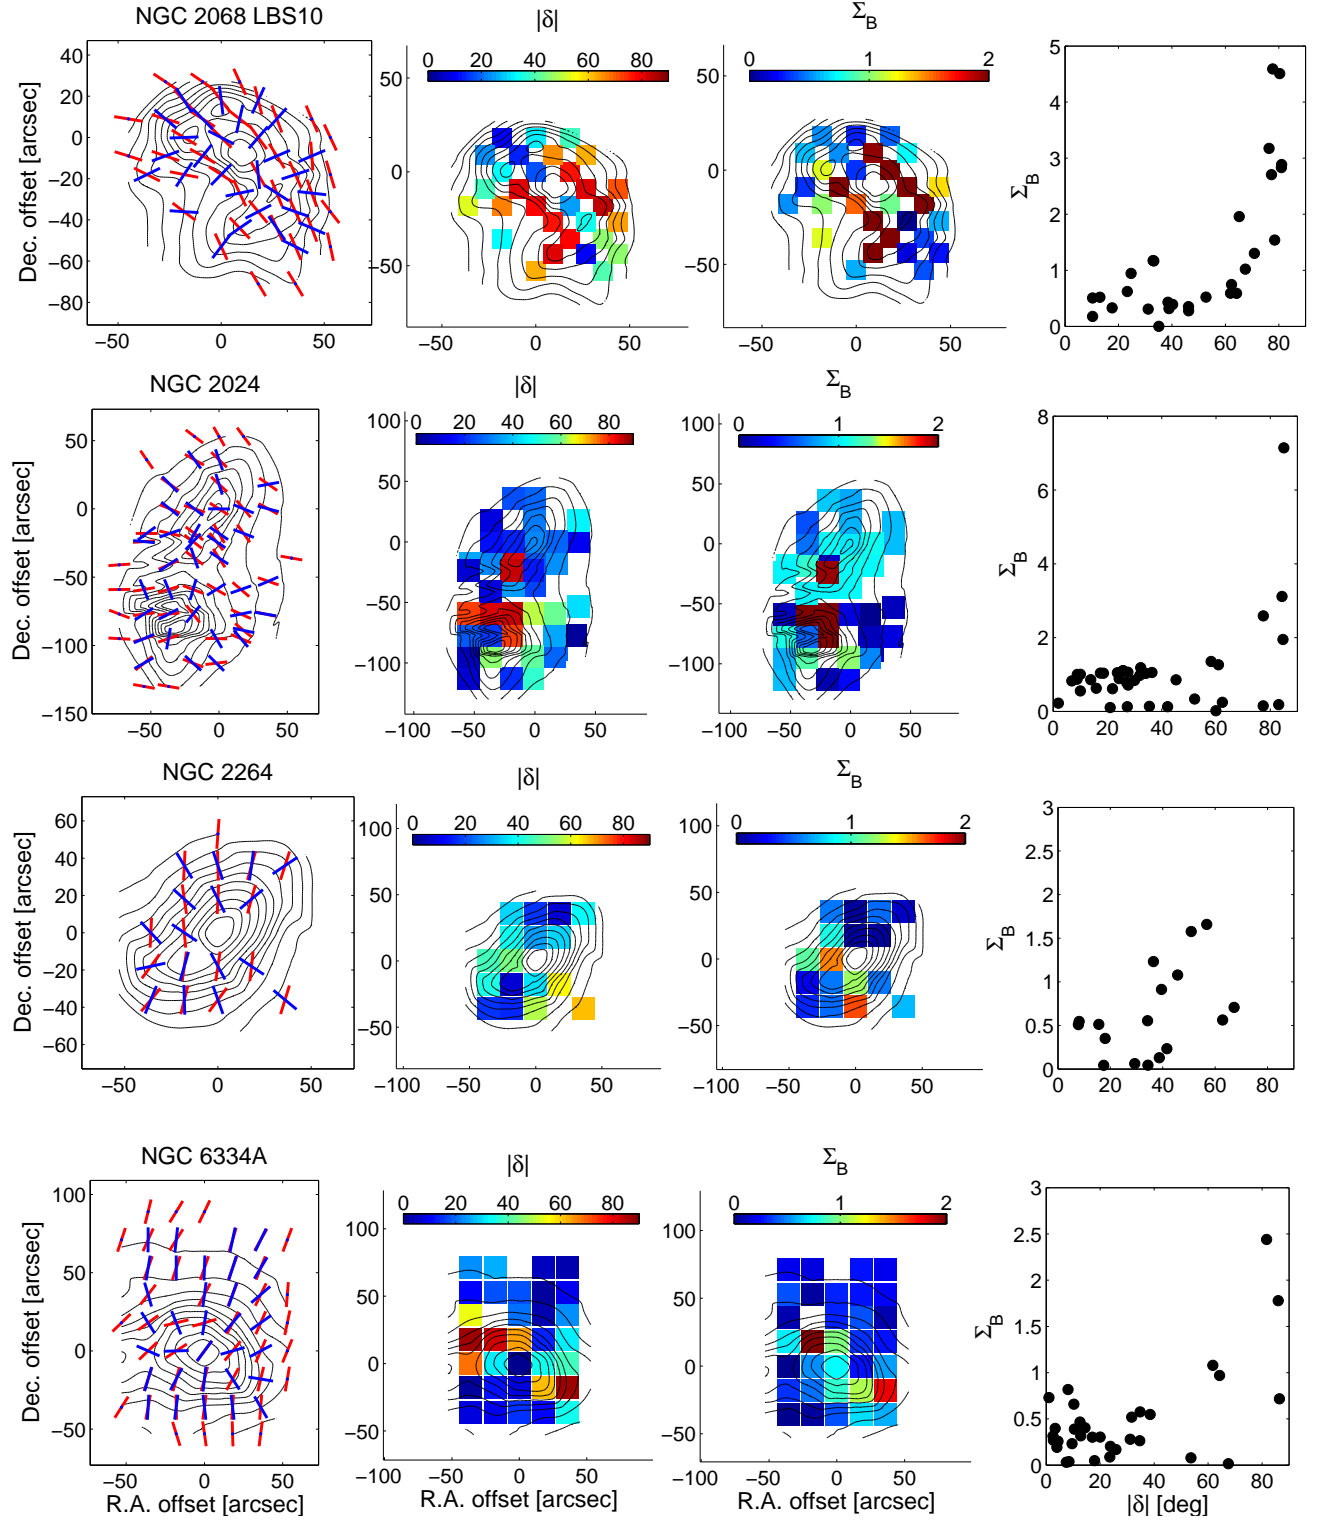 NGC 2068 LBS10
|δ|
Σ_B
0 20 40 60 80
0 1 2
Dec. offset [arcsec]
40
20
0
−20
−40
−60
−80
−50 0 50
50
0
−50
−50 0 50
50
0
−50
−50 0 50
Σ_B
5
4
3
2
1
0
0 20 40 60 80
NGC 2024
|δ|
Σ_B
0 20 40 60 80
0 1 2
Dec. offset [arcsec]
50
0
−50
−100
−150
−50 0 50
100
50
0
−50
−100
−100 −50 0 50
100
50
0
−50
−100
−100 −50 0 50
Σ_B
8
6
4
2
0
0 20 40 60 80
NGC 2264
|δ|
Σ_B
0 20 40 60 80
0 1 2
Dec. offset [arcsec]
60
40
20
0
−20
−40
−60
−50 0 50
100
50
0
−50
−100 −50 0 50
100
50
0
−50
−100 −50 0 50
Σ_B
3
2.5
2
1.5
1
0.5
0
0 20 40 60 80
NGC 6334A
|δ|
Σ_B
0 20 40 60 80
0 1 2
Dec. offset [arcsec]
100
50
0
−50
−50 0 50
R.A. offset [arcsec]
100
50
0
−50
−100 −50 0 50
R.A. offset [arcsec]
100
50
0
−50
−100 −50 0 50
R.A. offset [arcsec]
Σ_B
3
2.5
2
1.5
1
0.5
0
0 20 40 60 80
|δ| [deg]